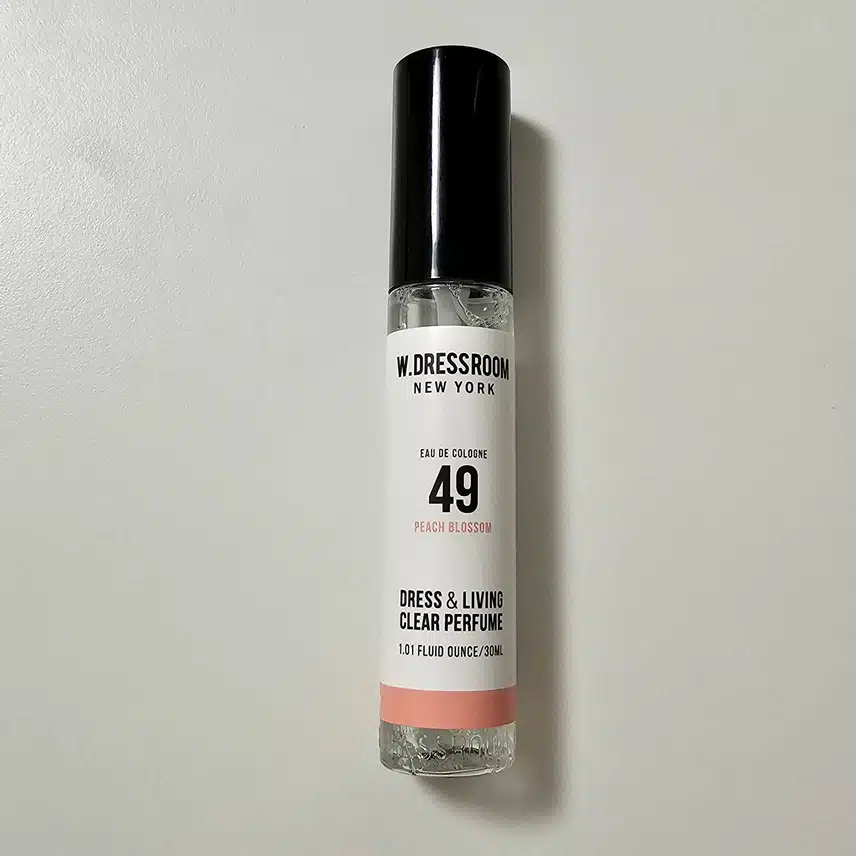 W.DRESSROOM
NEW YORK
EAU DE COLOGNE
49
PEACH BLOSSOM
DRESS & LIVING
CLEAR PERFUME
1.01 FLUID OUNCE/30ML